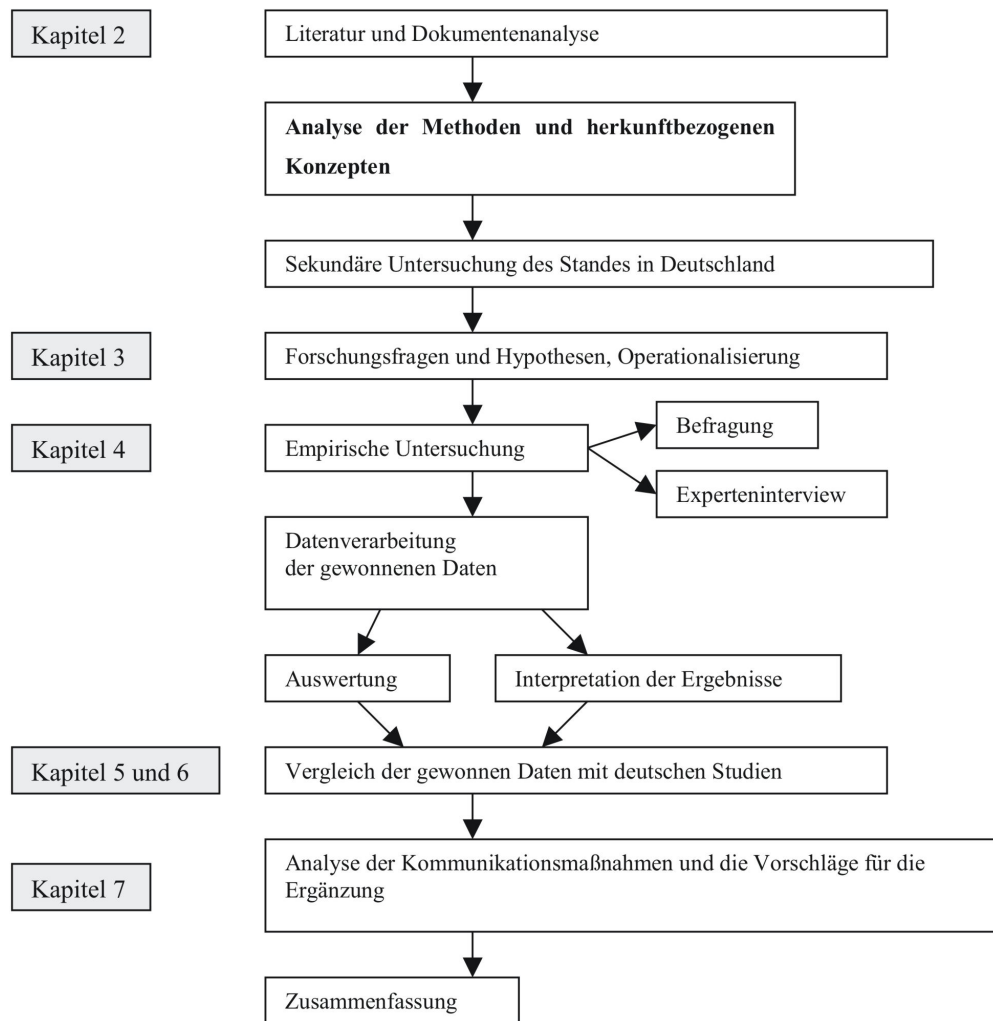 Kapitel 2
Literatur und Dokumentenanalyse
Analyse der Methoden und herkunftbezogenen
Konzepten
Sekundäre Untersuchung des Standes in Deutschland
Kapitel 3
Forschungsfragen und Hypothesen, Operationalisierung
Kapitel 4
Empirische Untersuchung
Befragung
Experteninterview
Datenverarbeitung
der gewonnenen Daten
Auswertung
Interpretation der Ergebnisse
Kapitel 5 und 6
Vergleich der gewonnen Daten mit deutschen Studien
Kapitel 7
Analyse der Kommunikationsmaßnahmen und die Vorschläge für die
Ergänzung
Zusammenfassung